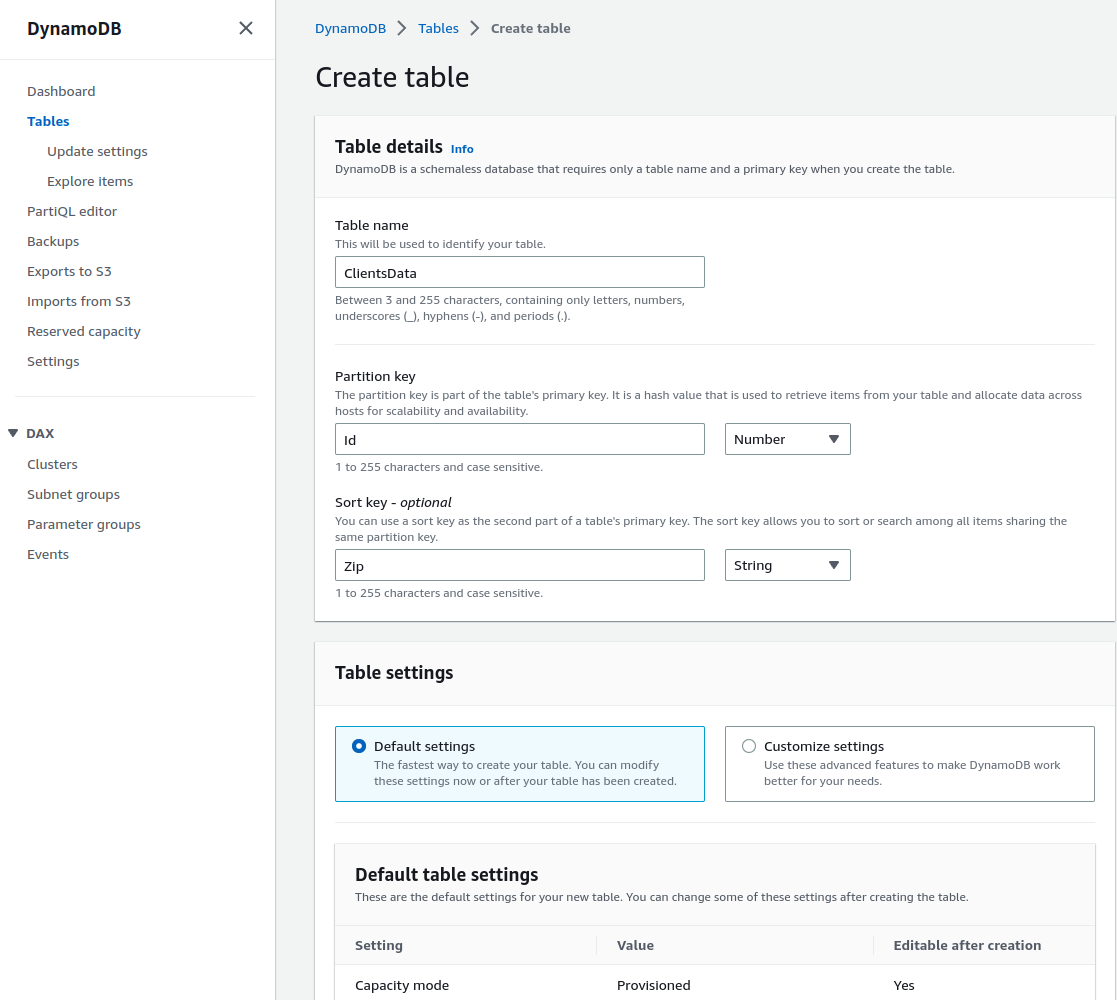 DynamoDB
Dashboard
Tables
Update settings
Explore items
PartiQL editor
Backups
Exports to S3
Imports from S3
Reserved capacity
Settings
DAX
Clusters
Subnet groups
Parameter groups
Events
DynamoDB Tables Create table
Create table
Table details Info
DynamoDB is a schemaless database that requires only a table name and a primary key when you create the table.
Table name
This will be used to identify your table.
ClientsData
Between 3 and 255 characters, containing only letters, numbers,
underscores (_), hyphens (-), and periods (.).
Partition key
The partition key is part of the table's primary key. It is a hash value that is used to retrieve items from your table and allocate data across
hosts for scalability and availability.
Id Number
1 to 255 characters and case sensitive.
Sort key - optional
You can use a sort key as the second part of a table's primary key. The sort key allows you to sort or search among all items sharing the
same partition key.
Zip String
1 to 255 characters and case sensitive.
Table settings
Default settings
The fastest way to create your table. You can modify
these settings now or after your table has been created.
Customize settings
Use these advanced features to make DynamoDB work
better for your needs.
Default table settings
These are the default settings for your new table. You can change some of these settings after creating the table.
Setting Value Editable after creation
Capacity mode Provisioned Yes